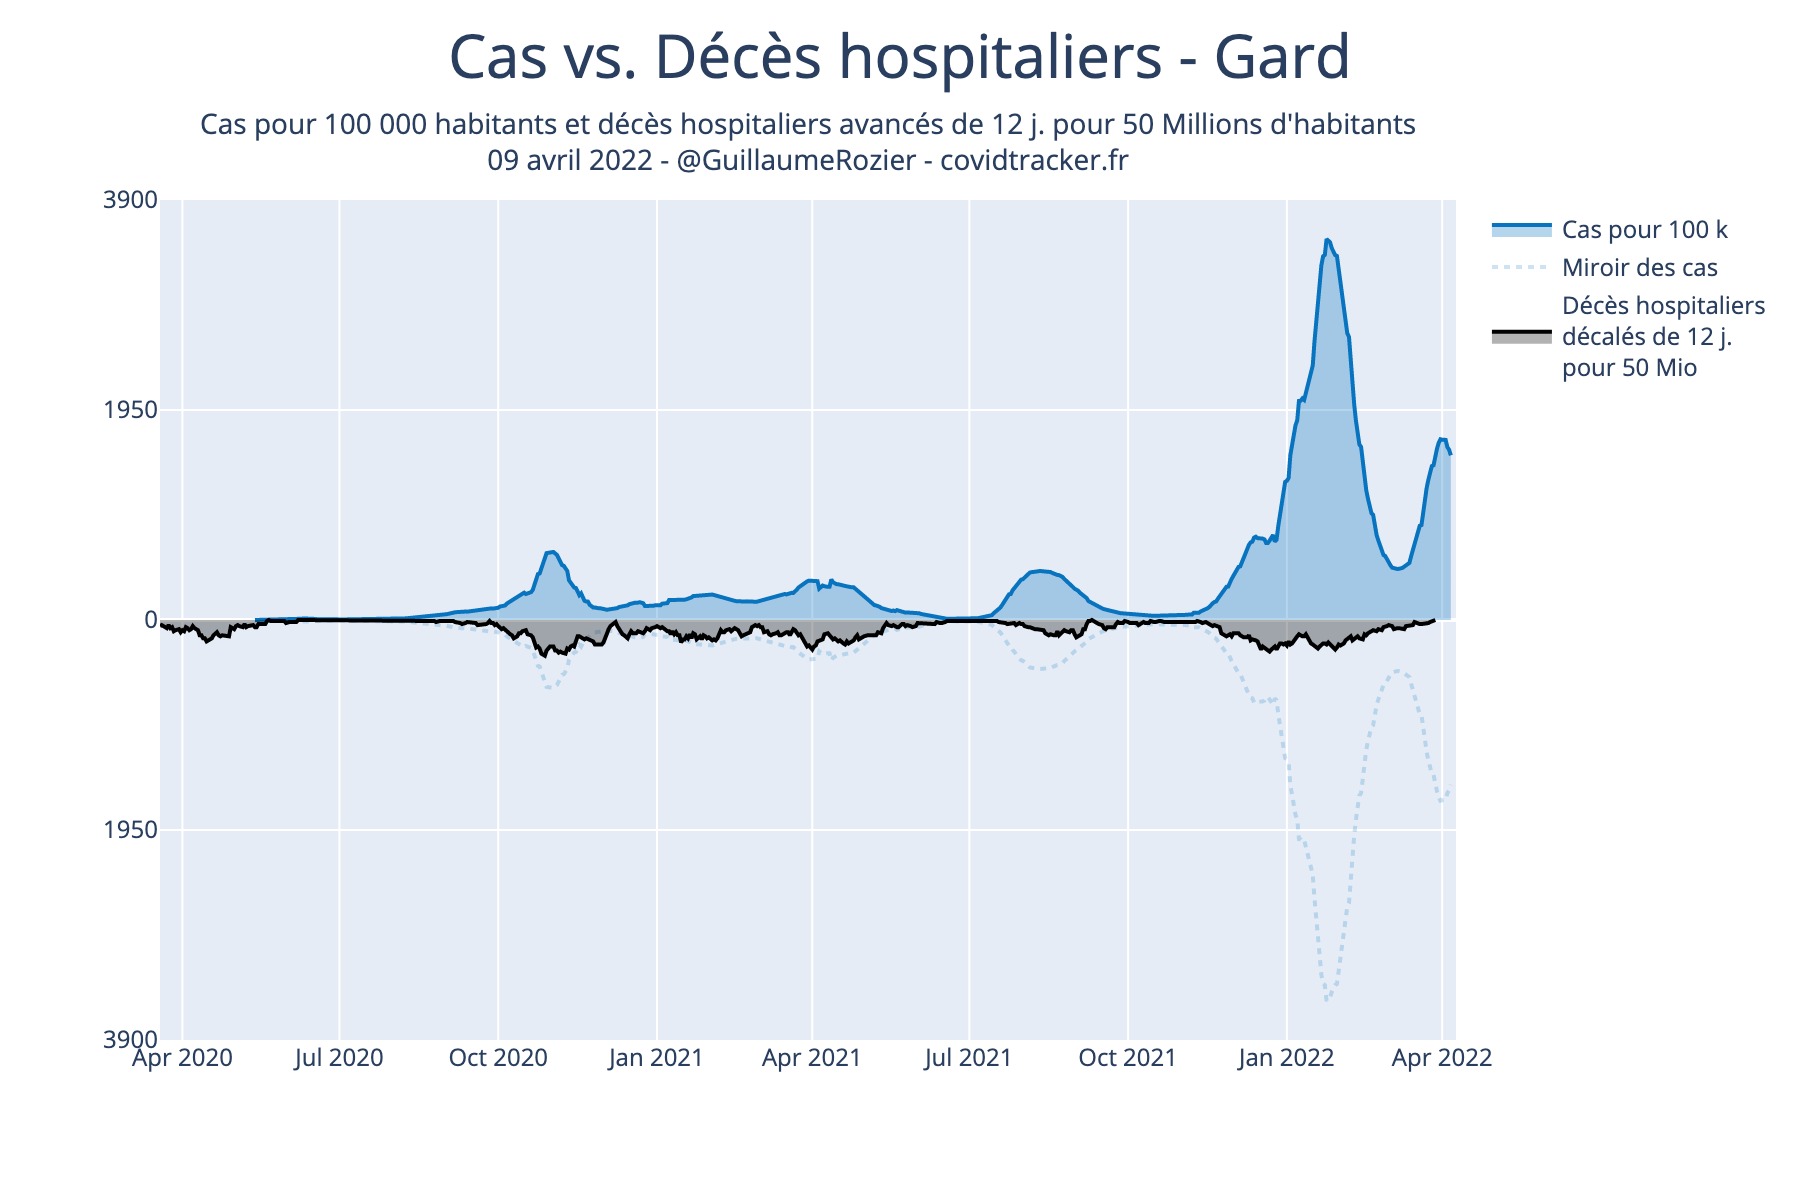 Cas vs. Décès hospitaliers - Gard
Cas pour 100 000 habitants et décès hospitaliers avancés de 12 j. pour 50 Millions d'habitants
09 avril 2022 - @GuillaumeRozier - covidtracker.fr
3900
1950
0
1950
3900
Apr 2020
Jul 2020
Oct 2020
Jan 2021
Apr 2021
Jul 2021
Oct 2021
Jan 2022
Apr 2022
Cas pour 100 k
Miroir des cas
Décès hospitaliers
décalés de 12 j.
pour 50 Mio